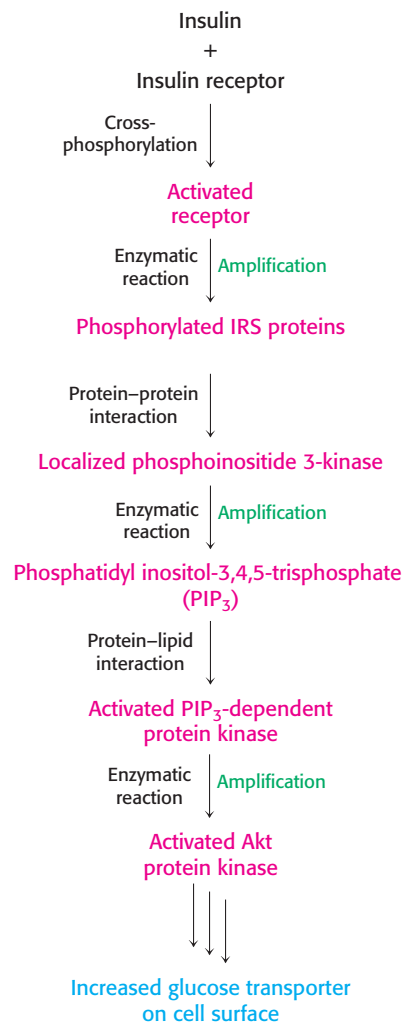 Insulin
+
Insulin receptor
Cross-
phosphorylation
Activated
receptor
Enzymatic
reaction
Amplification
Phosphorylated IRS proteins
Protein–protein
interaction
Localized phosphoinositide 3-kinase
Enzymatic
reaction
Amplification
Phosphatidyl inositol-3,4,5-trisphosphate
(PIP₃)
Protein–lipid
interaction
Activated PIP₃-dependent
protein kinase
Enzymatic
reaction
Amplification
Activated Akt
protein kinase
Increased glucose transporter
on cell surface